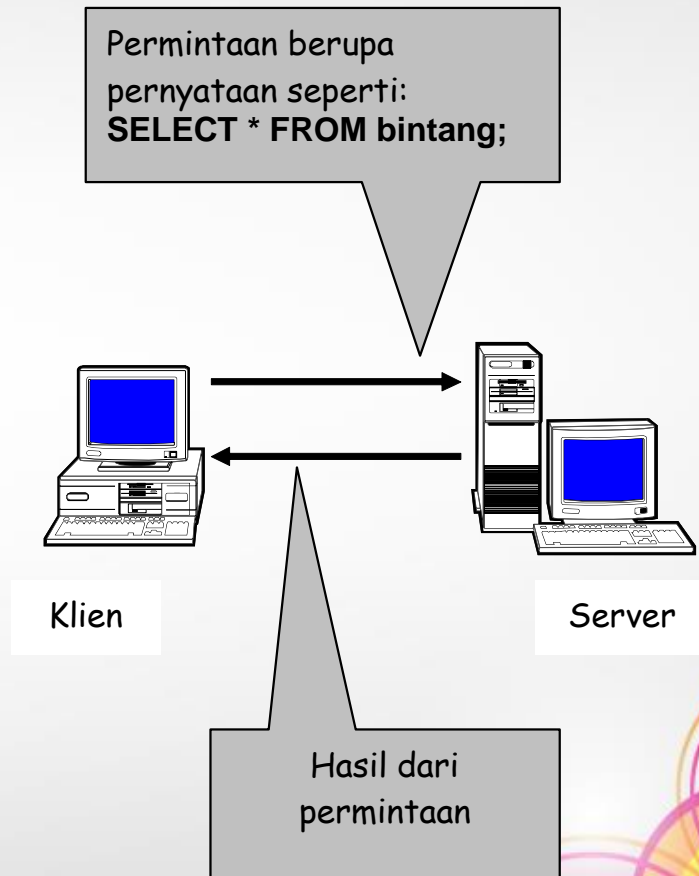 Permintaan berupa
pernyataan seperti:
SELECT * FROM bintang;
Klien
Server
Hasil dari
permintaan